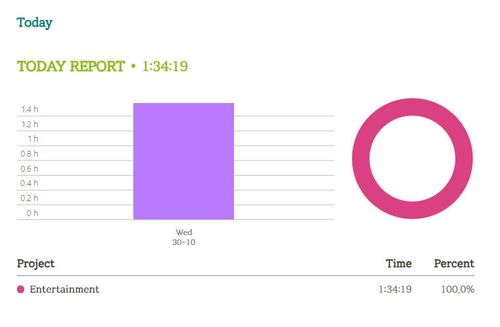 Today
TODAY REPORT • 1:34:19
1.4 h
1.2 h
1 h
0.8 h
0.6 h
0.4 h
0.2 h
0 h
Wed
30-10
Project Time Percent
Entertainment 1:34:19 100,0%